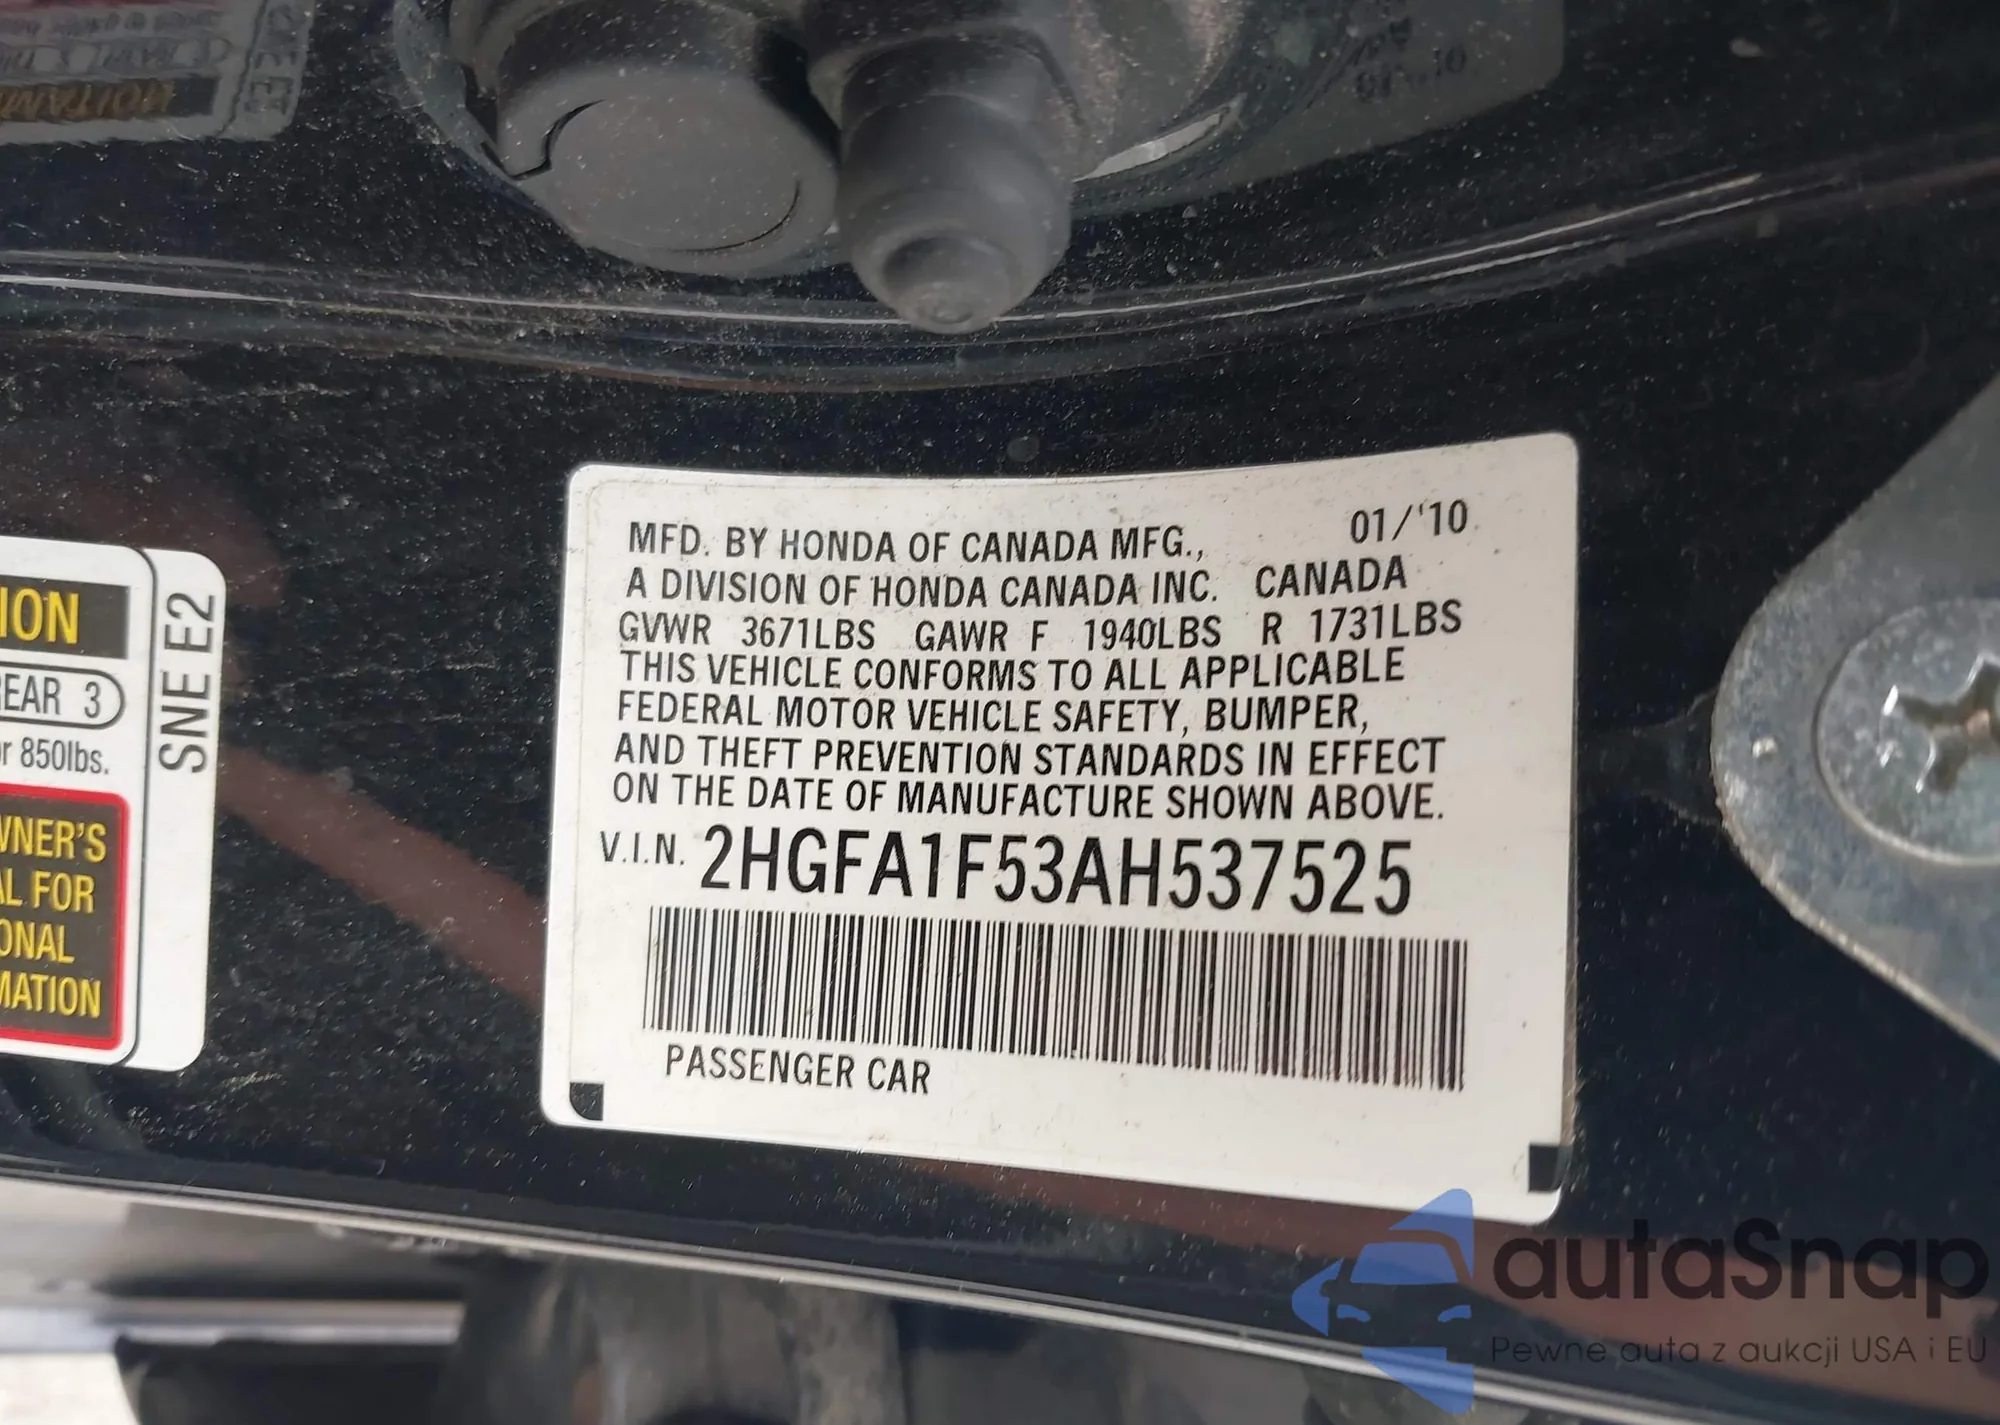 ION
REAR 3
r 850lbs.
WNER'S
AL FOR
ONAL
MATION
SNE E2
MFD. BY HONDA OF CANADA MFG., 01/'10
A DIVISION OF HONDA CANADA INC. CANADA
GVWR 3671LBS GAWR F 1940LBS R 1731LBS
THIS VEHICLE CONFORMS TO ALL APPLICABLE
FEDERAL MOTOR VEHICLE SAFETY, BUMPER,
AND THEFT PREVENTION STANDARDS IN EFFECT
ON THE DATE OF MANUFACTURE SHOWN ABOVE.
V.I.N. 2HGFA1F53AH537525
PASSENGER CAR
autaSnap
Pewne auta z aukcji USA i EU